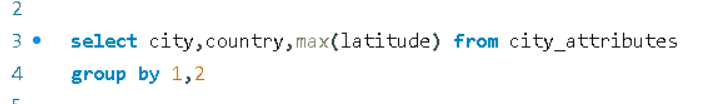 2
3 select city,country,max(latitude) from city_attributes
4 group by 1,2